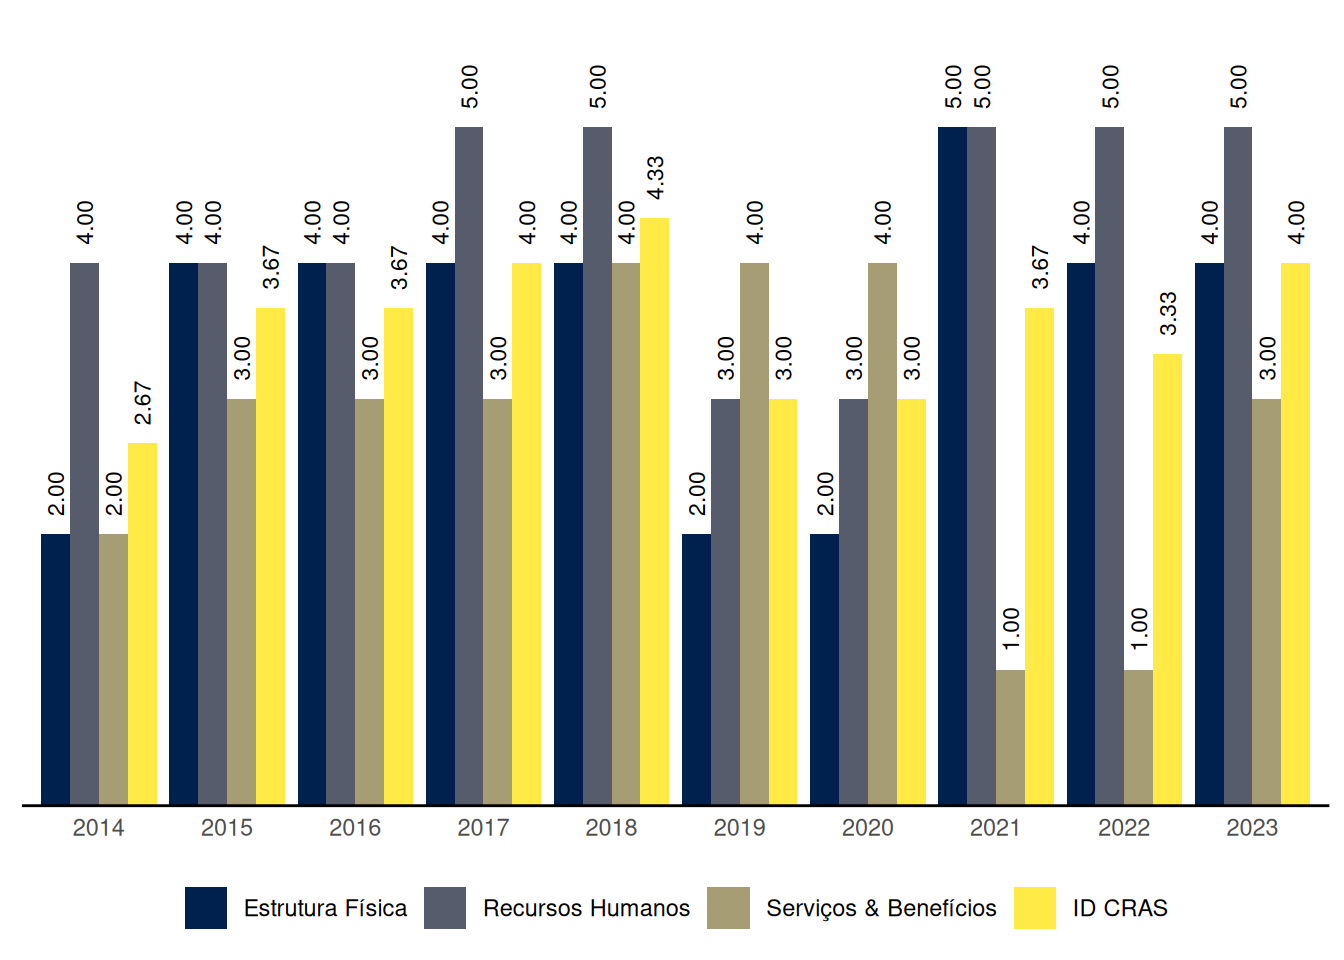 5.00 5.00 5.00 5.00 5.00 5.00
4.33
4.00 4.00 4.00 4.00 4.00 4.00 4.00 4.00 4.00 4.00 4.00 4.00 4.00 4.00
3.67 3.67 3.67
3.33
3.00 3.00 3.00 3.00 3.00 3.00 3.00 3.00
2.67
2.00 2.00 2.00 2.00
1.00 1.00
2014 2015 2016 2017 2018 2019 2020 2021 2022 2023
Estrutura Física Recursos Humanos Serviços & Benefícios ID CRAS